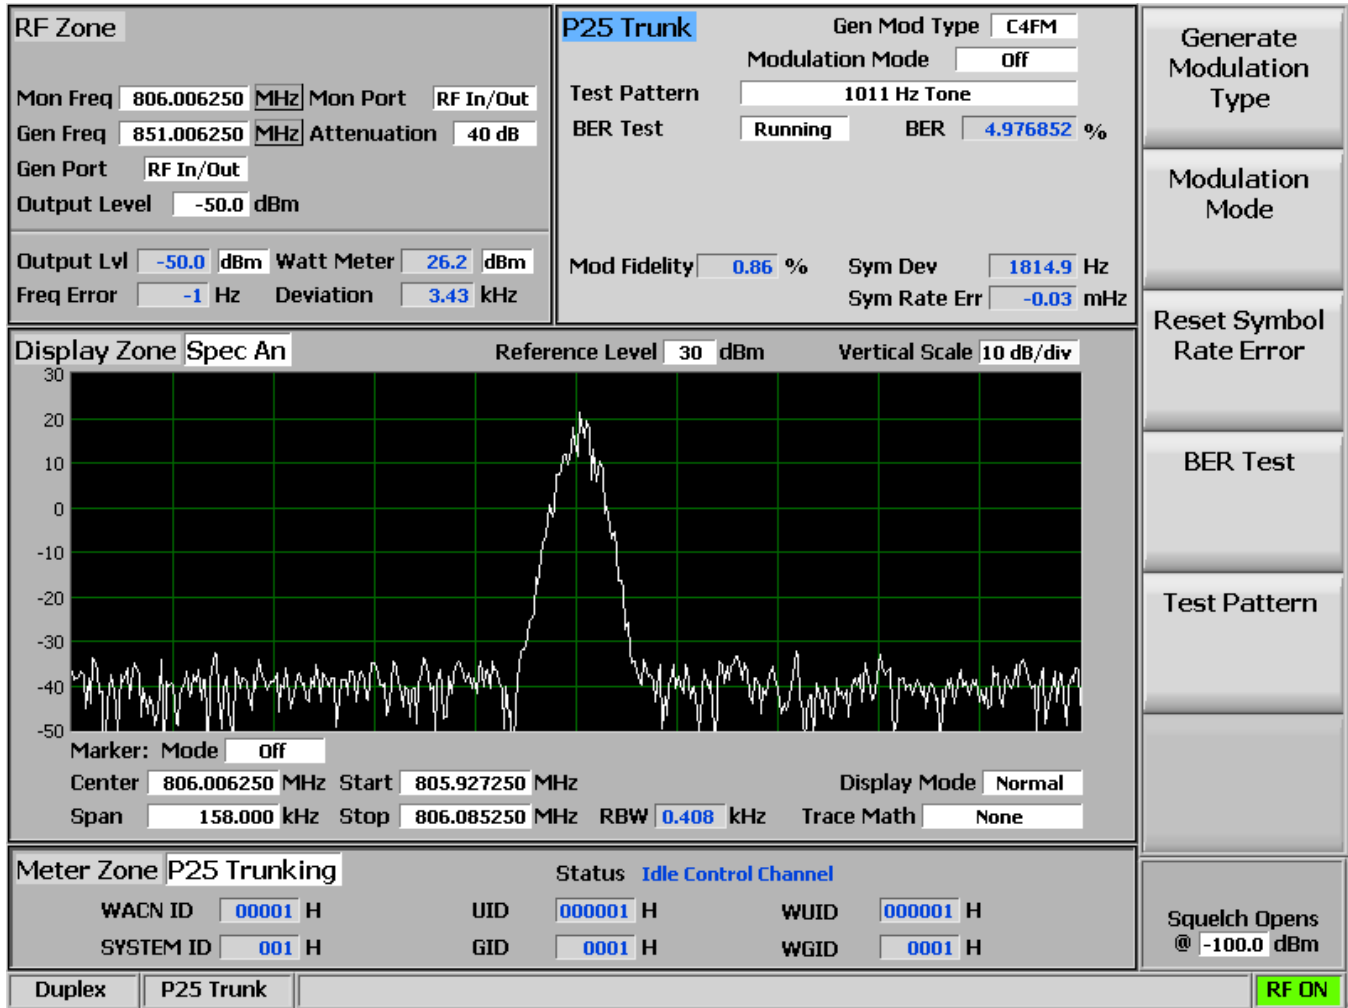 RF Zone
Mon Freq 806.006250 MHz Mon Port RF In/Out
Gen Freq 851.006250 MHz Attenuation 40 dB
Gen Port RF In/Out
Output Level -50.0 dBm
Output Lvl -50.0 dBm Watt Meter 26.2 dBm
Freq Error -1 Hz Deviation 3.43 kHz
P25 Trunk Gen Mod Type C4FM
Modulation Mode Off
Test Pattern 1011 Hz Tone
BER Test Running BER 4.976852 %
Mod Fidelity 0.86 % Sym Dev 1814.9 Hz
Sym Rate Err -0.03 mHz
Display Zone Spec An Reference Level 30 dBm Vertical Scale 10 dB/div
30
20
10
0
-10
-20
-30
-40
-50
Marker: Mode Off
Center 806.006250 MHz Start 805.927250 MHz Display Mode Normal
Span 158.000 kHz Stop 806.085250 MHz RBW 0.408 kHz Trace Math None
Meter Zone P25 Trunking Status Idle Control Channel
WACN ID 00001 H UID 000001 H WUID 000001 H
SYSTEM ID 001 H GID 0001 H WGID 0001 H
Duplex P25 Trunk RF ON
Generate
Modulation
Type
Modulation
Mode
Reset Symbol
Rate Error
BER Test
Test Pattern
Squelch Opens
@ -100.0 dBm